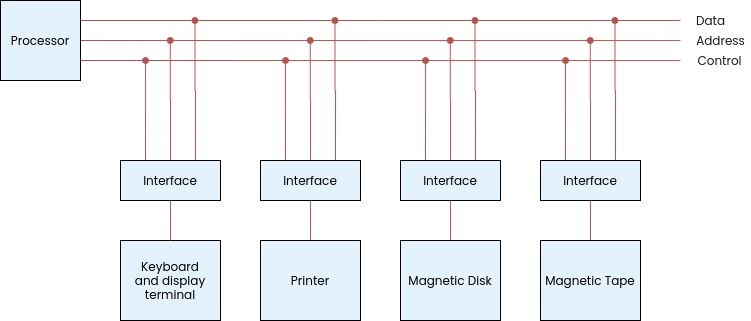 Processor
Data
Address
Control
Interface
Interface
Interface
Interface
Keyboard
and display
terminal
Printer
Magnetic Disk
Magnetic Tape